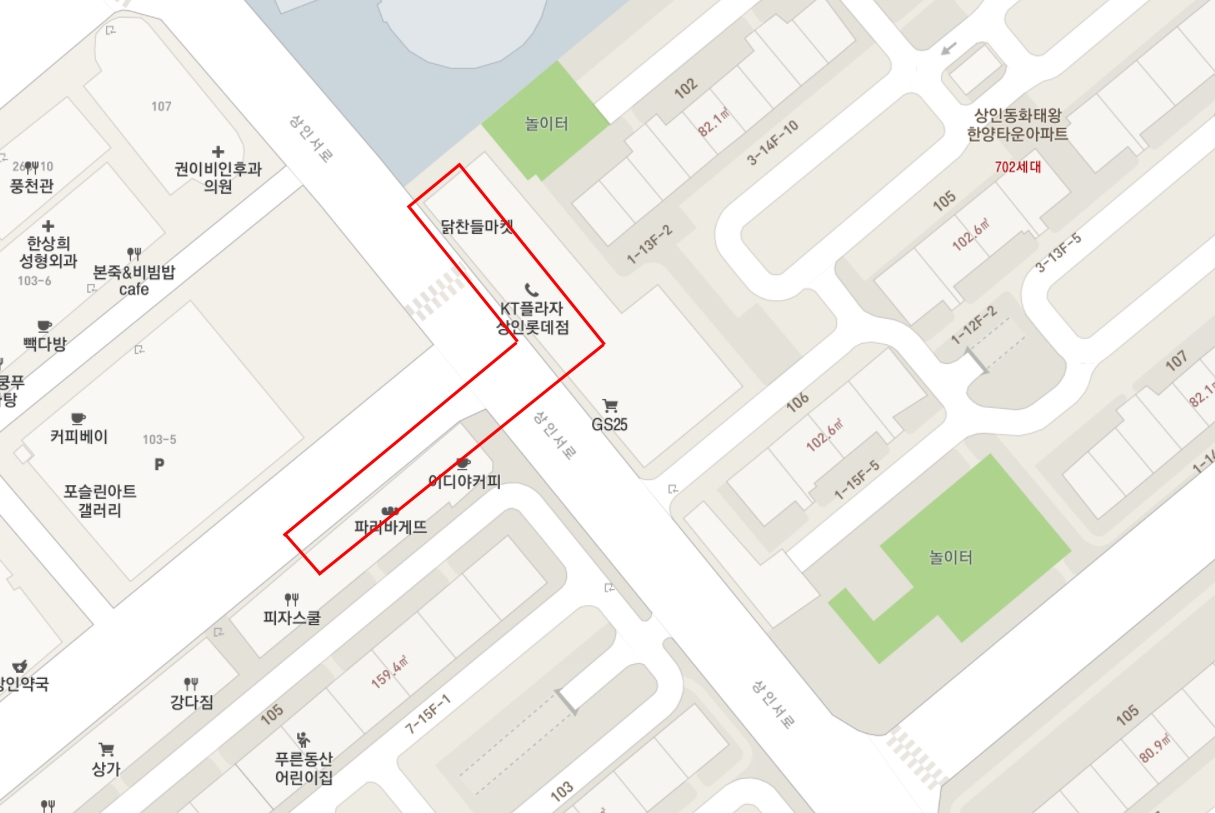 107
상인서로
놀이터
102
82.1㎡
3-14F-10
상인동화태왕
한양타운아파트
702세대
권이비인후과
의원
풍천관
한상희
성형외과
103-6
본죽&비빔밥
cafe
닭찬들마켓
KT플라자
상인롯데점
1-13F-2
105
102.6㎡
3-13F-5
1-12F-2
빽다방
커피베이
103-5
P
포슬린아트
갤러리
GS25
상인서로
이디야커피
파리바게뜨
106
102.6㎡
1-15F-5
107
82.1㎡
놀이터
피자스쿨
강다짐
상가
159.4㎡
105
7-15F-1
푸른동산
어린이집
103
상인서로
105
80.9㎡